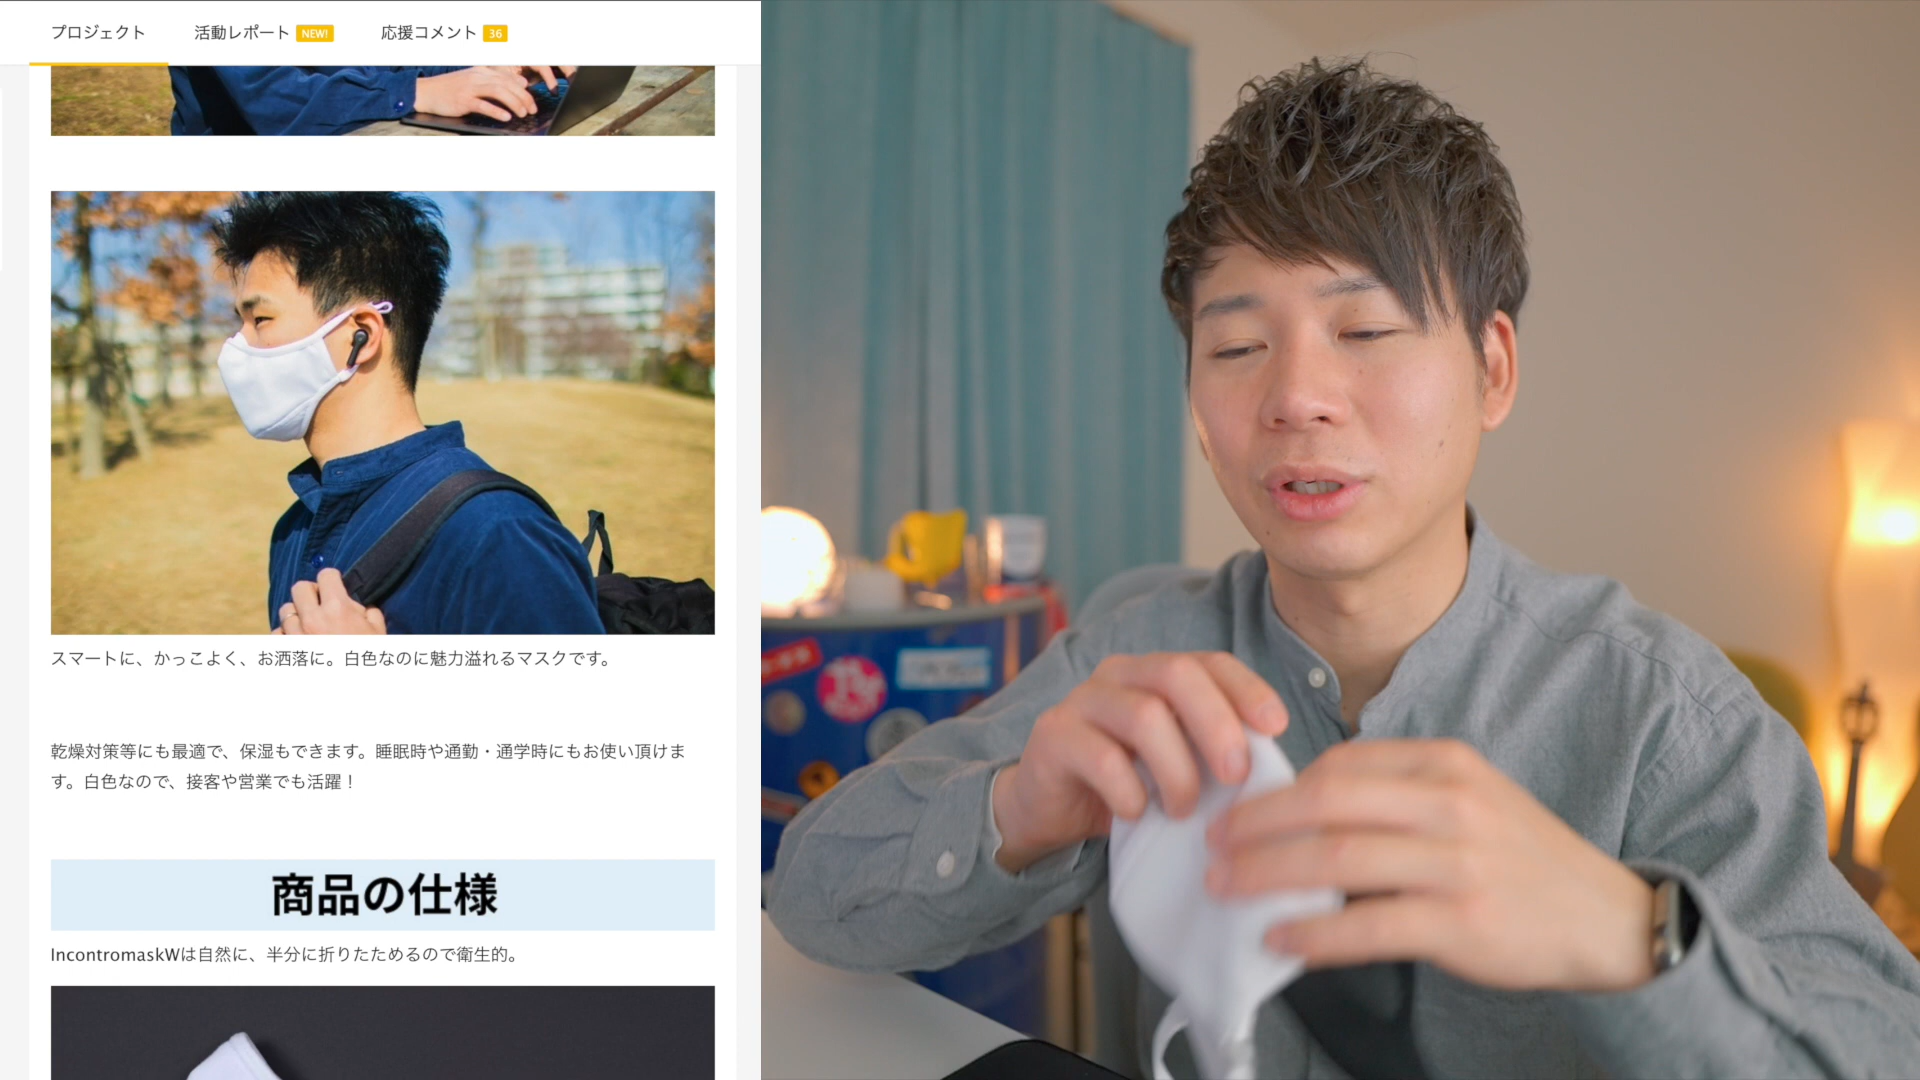 プロジェクト
活動レポート NEW!
応援コメント 36
スマートに、かっこよく、お洒落に。白色なのに魅力溢れるマスクです。
乾燥対策等にも最適で、保湿もできます。睡眠時や通勤・通学時にもお使い頂けま
す。白色なので、接客や営業でも活躍！
商品の仕様
IncontromaskWは自然に、半分に折りたためるので衛生的。